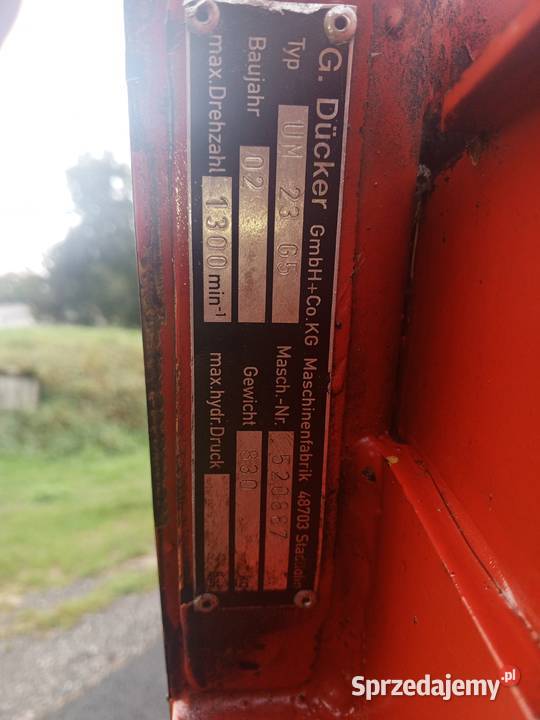 G. Dücker GmbH+Co.KG Maschinenfabrik 48703 Stadtlohn
Typ UM 23 G5 Masch.-Nr.
Baujahr 02 Gewicht 830
max.Drehzahl 1300 min⁻¹ max.hydr.Druck
Sprzedajemy.pl